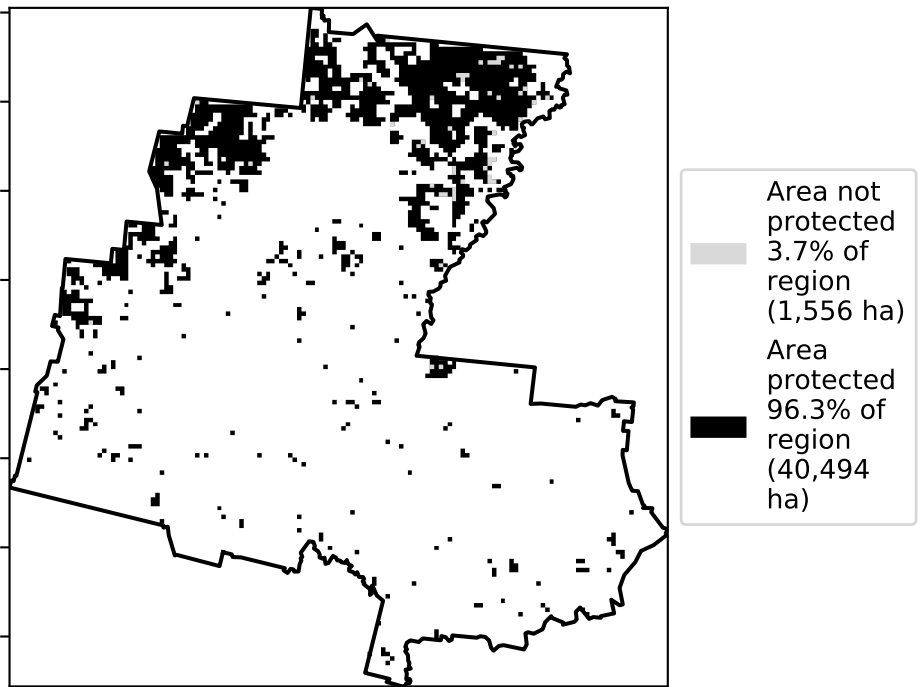 Area not
protected
3.7% of
region
(1,556 ha)
Area
protected
96.3% of
region
(40,494
ha)